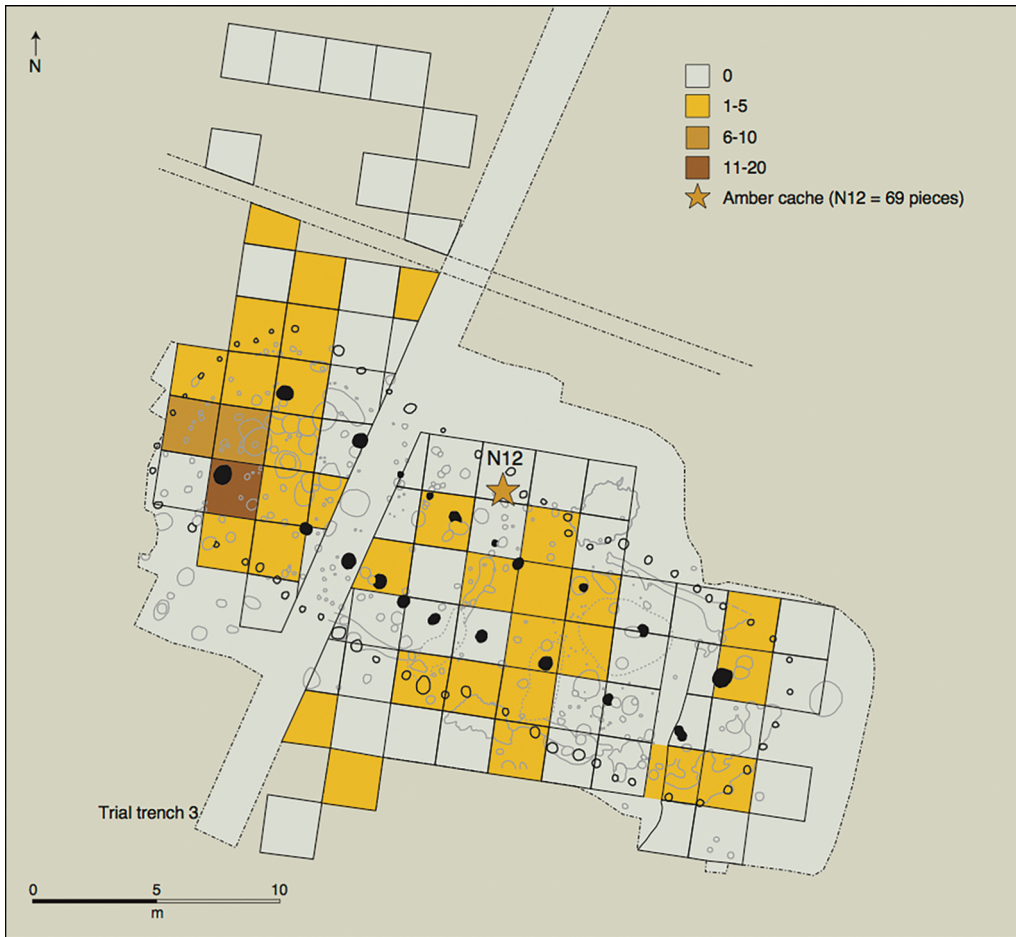 N
0
1-5
6-10
11-20
Amber cache (N12 = 69 pieces)
N12
Trial trench 3
0 5 10
m